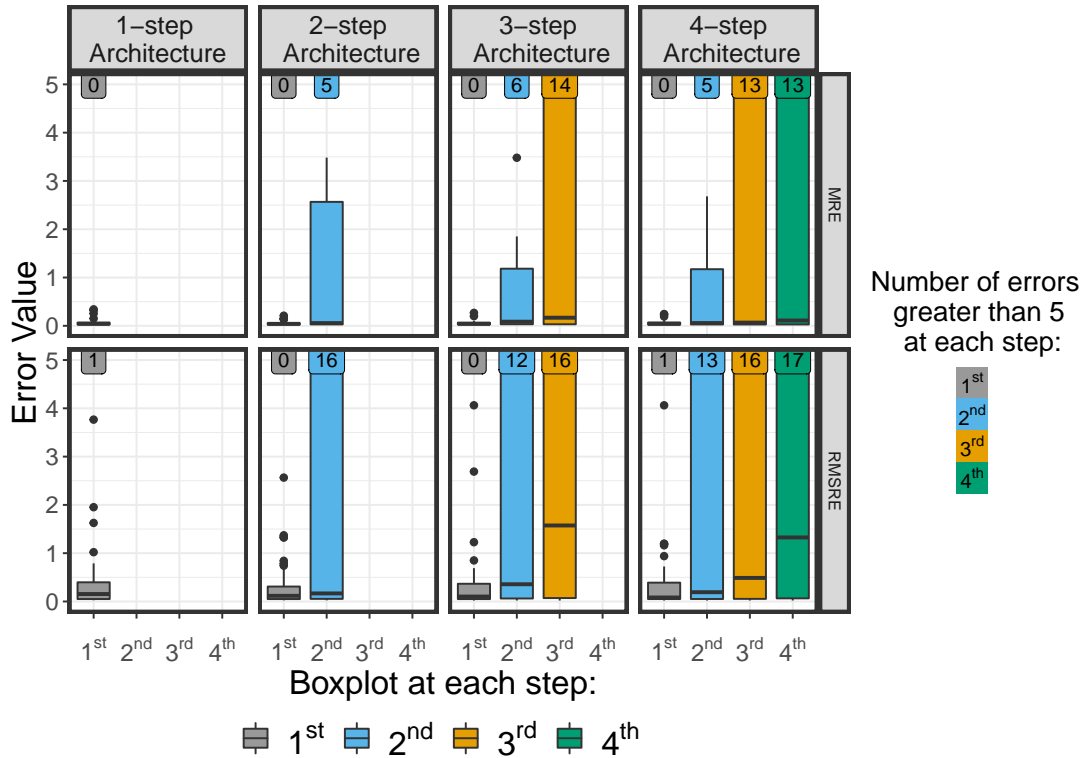 1−step
Architecture
2−step
Architecture
3−step
Architecture
4−step
Architecture
0
0 5
0 6 14
0 5 13 13
5
4
3
2
1
0
MRE
1
0 16
0 12 16
1 13 16 17
5
4
3
2
1
0
RMSRE
Error Value
1st 2nd 3rd 4th
1st 2nd 3rd 4th
1st 2nd 3rd 4th
1st 2nd 3rd 4th
Boxplot at each step:
1st 2nd 3rd 4th
Number of errors
greater than 5
at each step:
1st
2nd
3rd
4th